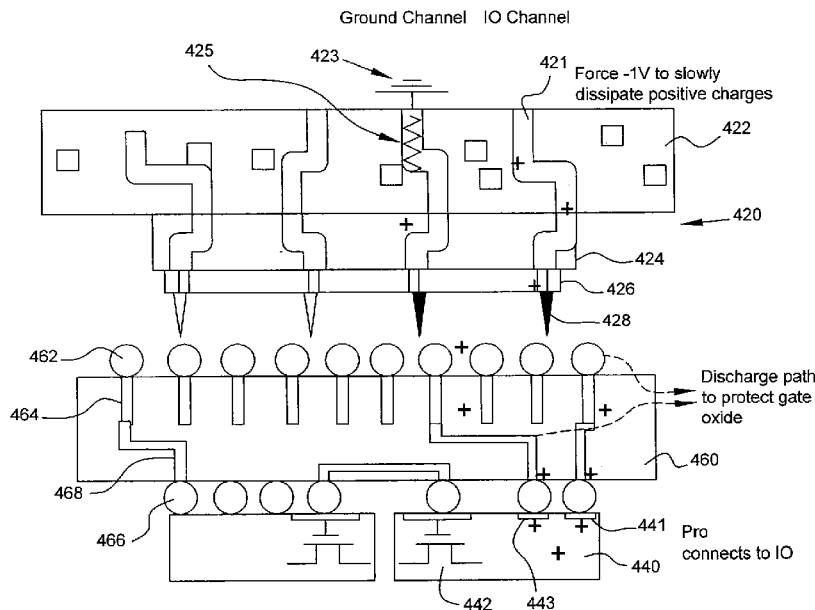 Ground Channel IO Channel
423
425
421
Force -1V to slowly
dissipate positive charges
422
420
424
426
428
462
464
Discharge path
to protect gate
oxide
460
468
466
441
Pro
connects to IO
440
442
443